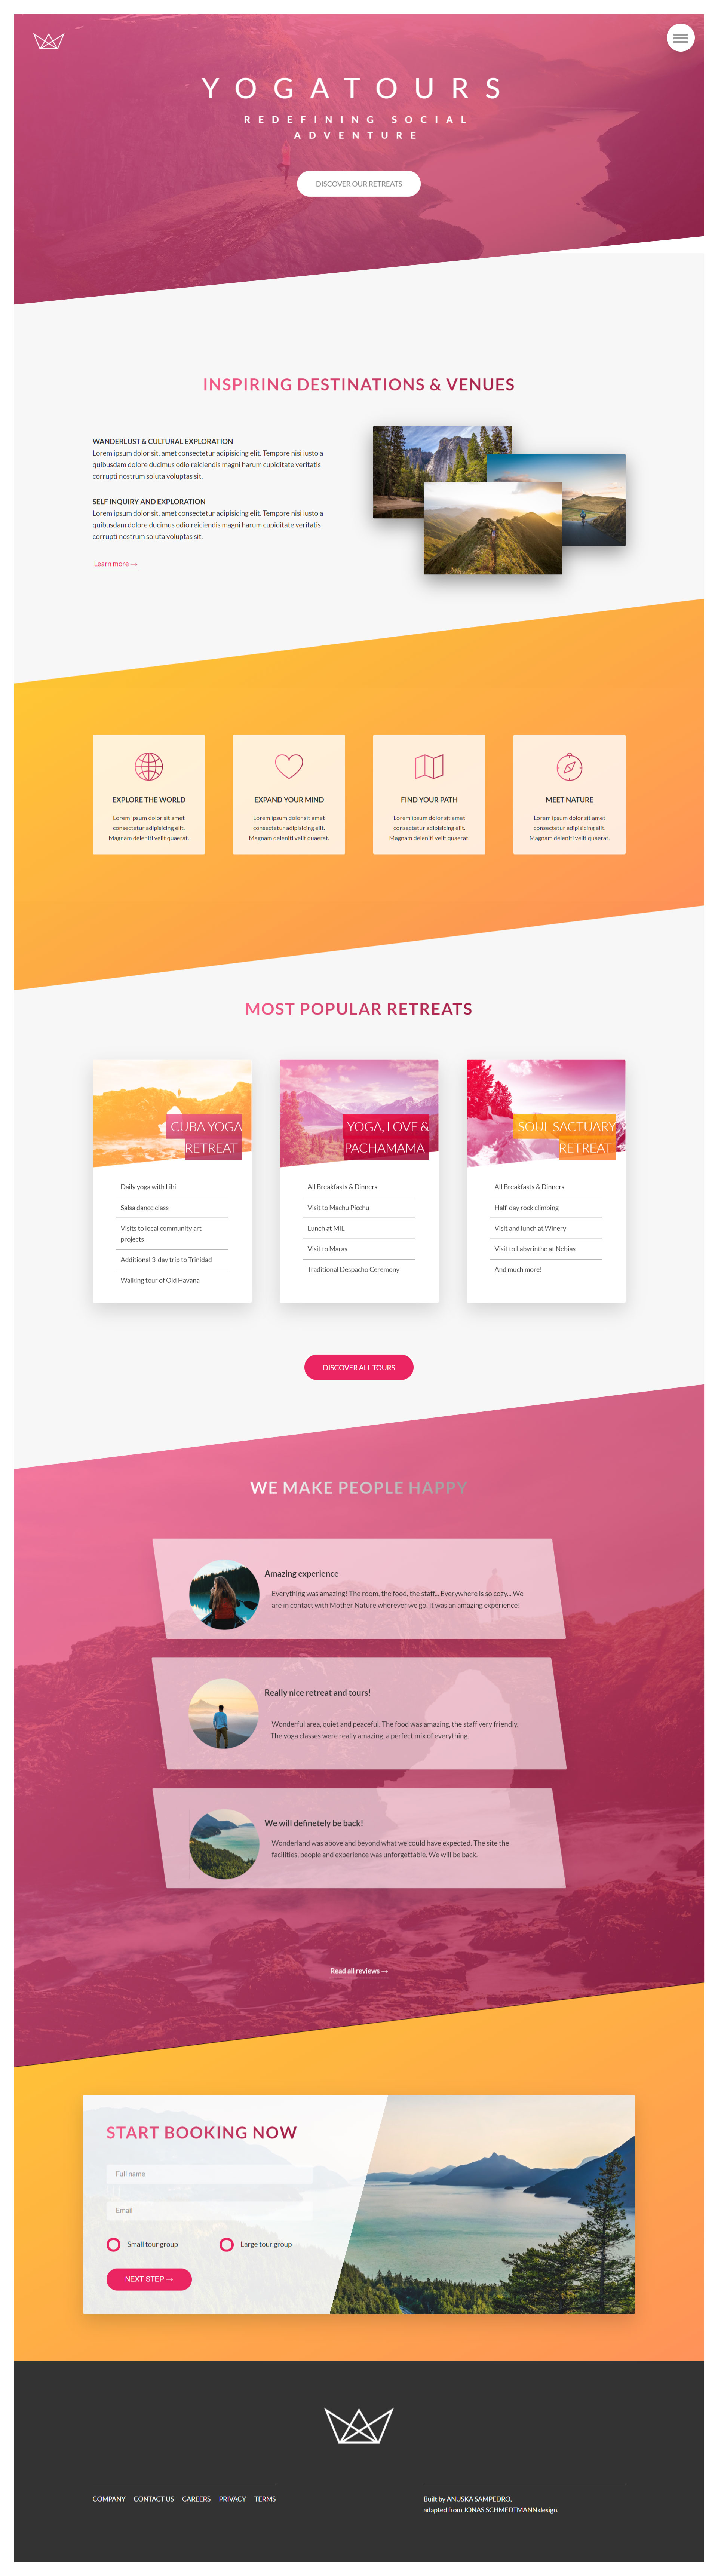 YOGATOURS
REDEFINING SOCIAL
ADVENTURE
DISCOVER OUR RETREATS
INSPIRING DESTINATIONS & VENUES
WANDERLUST & CULTURAL EXPLORATION
Lorem ipsum dolor sit, amet consectetur adipisicing elit. Tempore nisi iusto a
quibusdam dolore ducimus odio reiciendis magni harum cupiditate veritatis
corrupti nostrum soluta voluptas sit.
SELF INQUIRY AND EXPLORATION
Lorem ipsum dolor sit, amet consectetur adipisicing elit. Tempore nisi iusto a
quibusdam dolore ducimus odio reiciendis magni harum cupiditate veritatis
corrupti nostrum soluta voluptas sit.
Learn more →
EXPLORE THE WORLD
Lorem ipsum dolor sit amet
consectetur adipisicing elit.
Magnam deleniti velit quaerat.
EXPAND YOUR MIND
Lorem ipsum dolor sit amet
consectetur adipisicing elit.
Magnam deleniti velit quaerat.
FIND YOUR PATH
Lorem ipsum dolor sit amet
consectetur adipisicing elit.
Magnam deleniti velit quaerat.
MEET NATURE
Lorem ipsum dolor sit amet
consectetur adipisicing elit.
Magnam deleniti velit quaerat.
MOST POPULAR RETREATS
CUBA YOGA
RETREAT
Daily yoga with Lihi
Salsa dance class
Visits to local community art
projects
Additional 3-day trip to Trinidad
Walking tour of Old Havana
YOGA, LOVE &
PACHAMAMA
All Breakfasts & Dinners
Visit to Machu Picchu
Lunch at MIL
Visit to Maras
Traditional Despacho Ceremony
SOUL SACTUARY
RETREAT
All Breakfasts & Dinners
Half-day rock climbing
Visit and lunch at Winery
Visit to Labyrinthe at Nebias
And much more!
DISCOVER ALL TOURS
WE MAKE PEOPLE HAPPY
Amazing experience
Everything was amazing! The room, the food, the staff... Everywhere is so cozy... We
are in contact with Mother Nature wherever we go. It was an amazing experience!
Really nice retreat and tours!
Wonderful area, quiet and peaceful. The food was amazing, the staff very friendly.
The yoga classes were really amazing, a perfect mix of everything.
We will definetely be back!
Wonderland was above and beyond what we could have expected. The site the
facilities, people and experience was unforgettable. We will be back.
Read all reviews →
START BOOKING NOW
Full name
Email
Small tour group
Large tour group
NEXT STEP →
COMPANY CONTACT US CAREERS PRIVACY TERMS
Built by ANUSKA SAMPEDRO,
adapted from JONAS SCHMEDTMANN design.